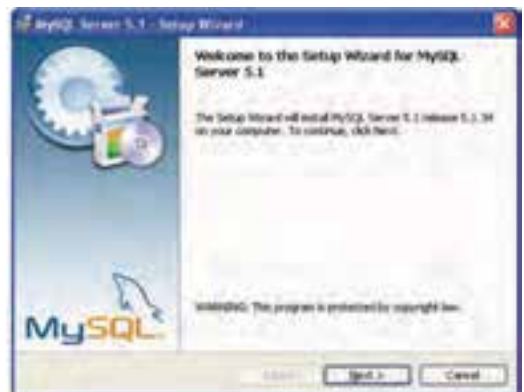 MySQL Server 5.1 - Setup Wizard
Welcome to the Setup Wizard for MySQL
Server 5.1
The Setup Wizard will install MySQL Server 5.1 release 5.1.34
on your computer. To continue, click Next.
WARNING: This program is protected by copyright law.
MySQL
Next >
Cancel